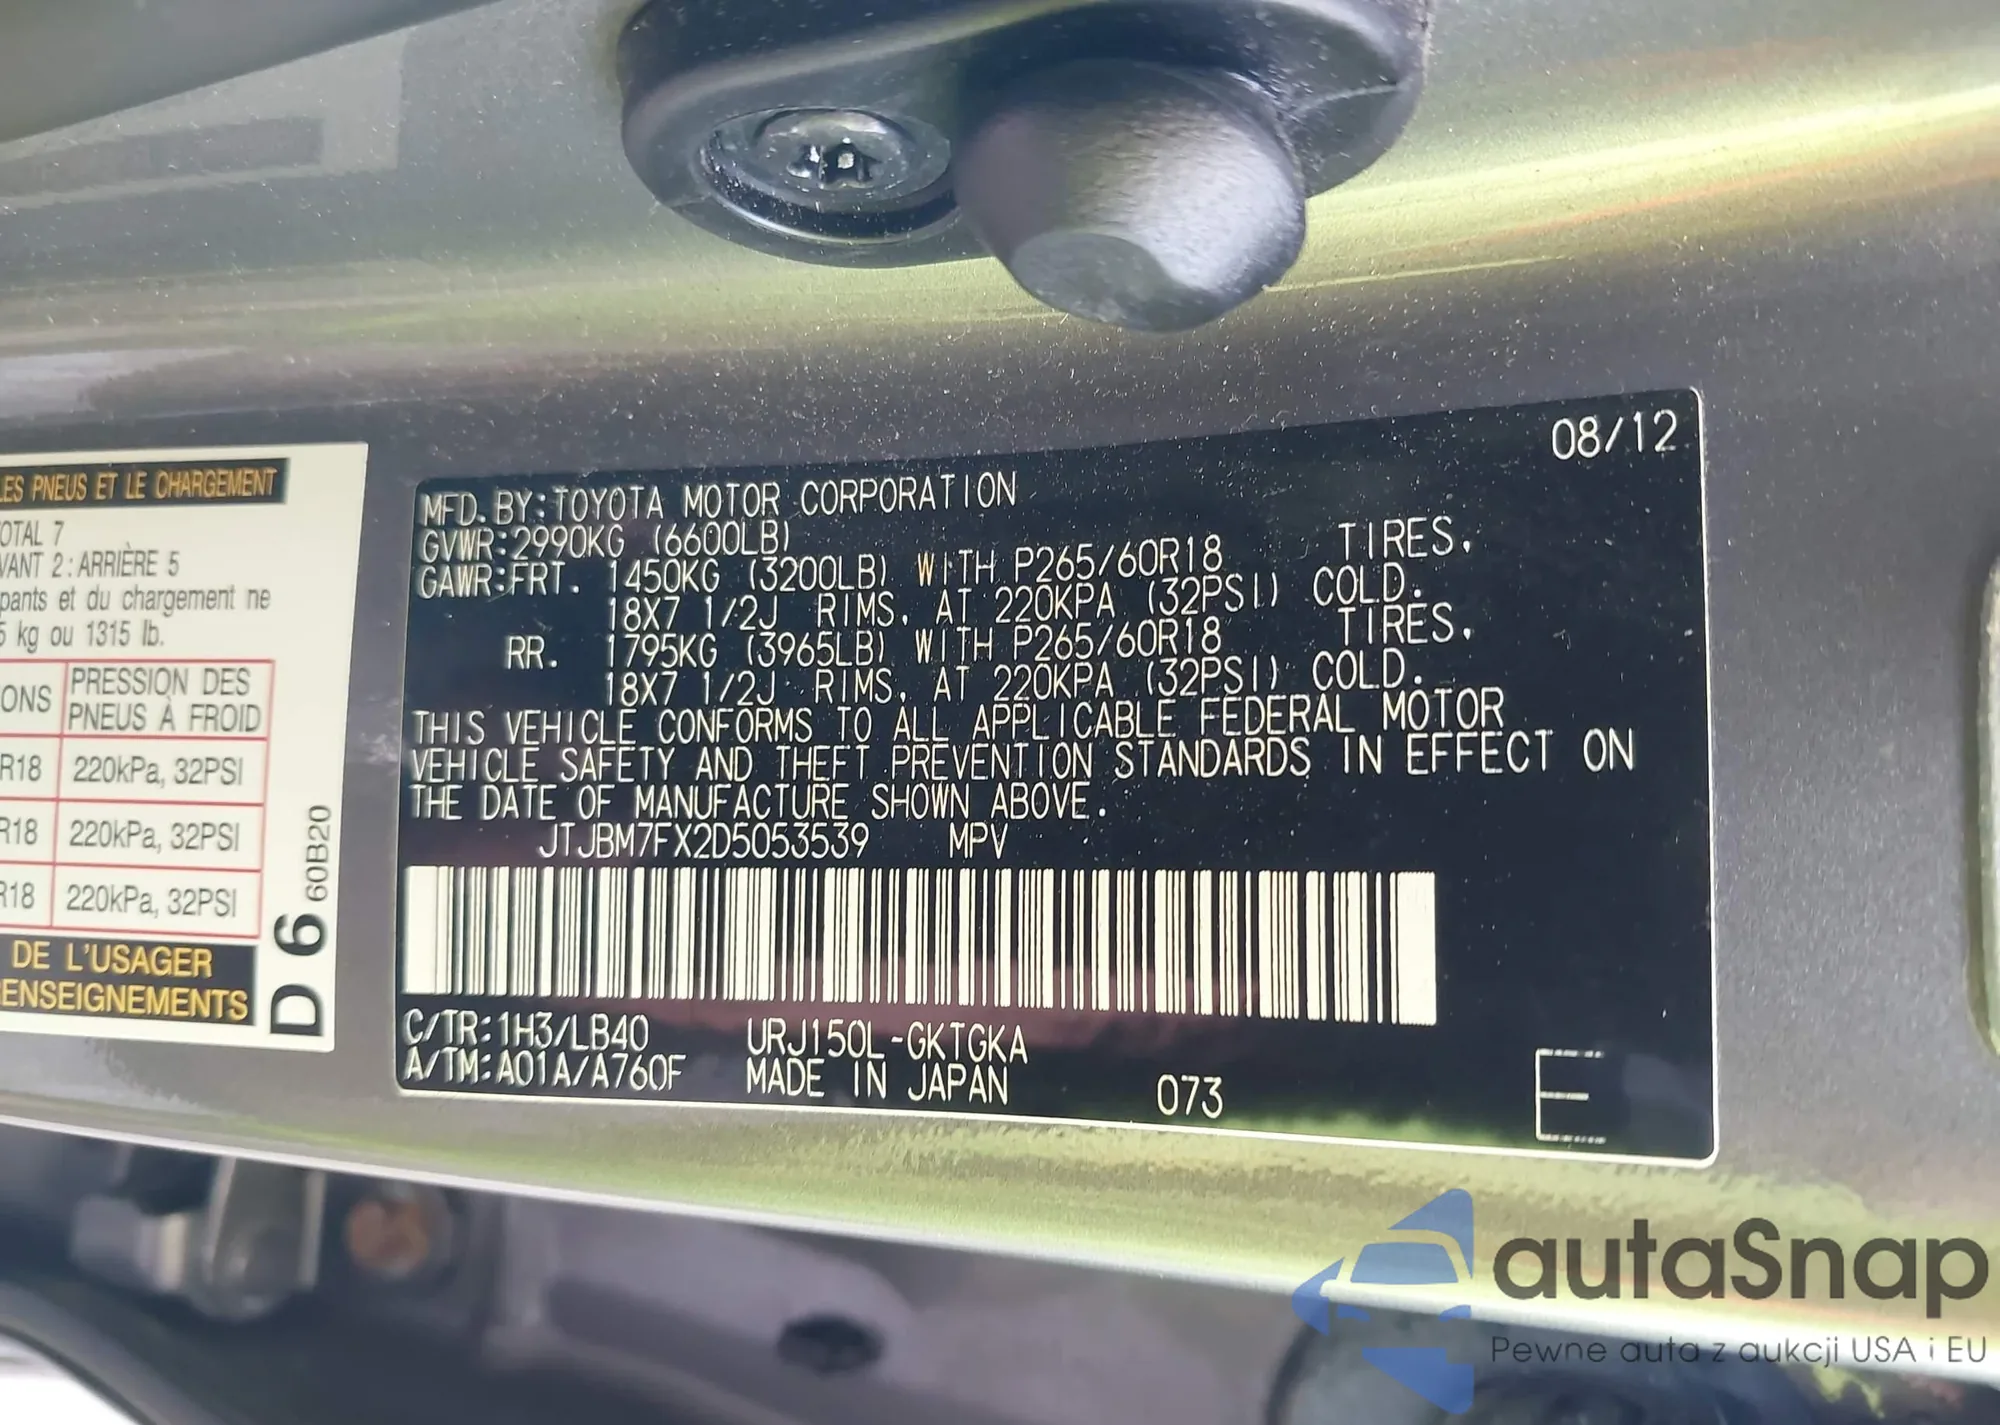 LES PNEUS ET LE CHARGEMENT
OTAL 7
VANT 2 : ARRIÈRE 5
pants et du chargement ne
5 kg ou 1315 lb.
ONS PRESSION DES
PNEUS À FROID
R18 220kPa, 32PSI
R18 220kPa, 32PSI
R18 220kPa, 32PSI
DE L'USAGER
ENSEIGNEMENTS
D 6 60B20
08/12
MFD. BY: TOYOTA MOTOR CORPORATION
GVWR: 2990KG (6600LB)
GAWR: FRT. 1450KG (3200LB) WITH P265/60R18 TIRES,
18X7 1/2J RIMS, AT 220KPA (32PSI) COLD.
RR. 1795KG (3965LB) WITH P265/60R18 TIRES,
18X7 1/2J RIMS, AT 220KPA (32PSI) COLD.
THIS VEHICLE CONFORMS TO ALL APPLICABLE FEDERAL MOTOR
VEHICLE SAFETY AND THEFT PREVENTION STANDARDS IN EFFECT ON
THE DATE OF MANUFACTURE SHOWN ABOVE.
JTJBM7FX2D5053539 MPV
C/TR: 1H3/LB40 URJ150L-GKTGKA
A/TM: A01A/A760F MADE IN JAPAN 073 E
autaSnap
Pewne auta z aukcji USA i EU